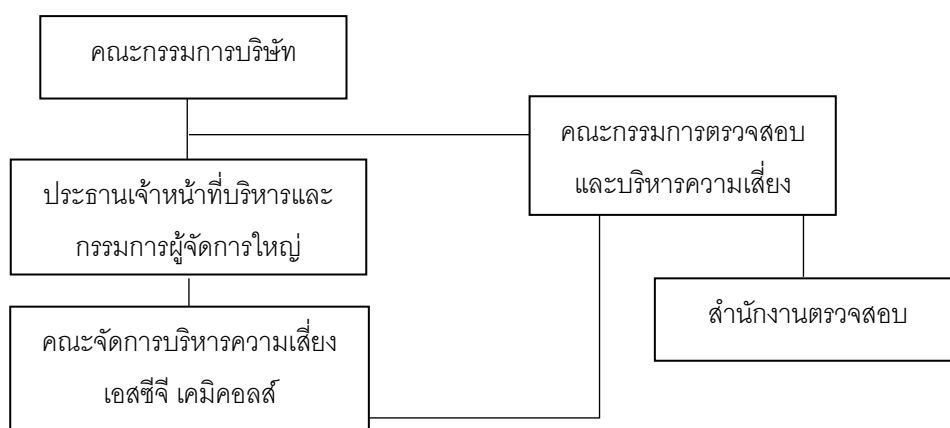 คณะกรรมการบริษัท
คณะกรรมการตรวจสอบ
และบริหารความเสี่ยง
ประธานเจ้าหน้าที่บริหารและ
กรรมการผู้จัดการใหญ่
สำนักงานตรวจสอบ
คณะจัดการบริหารความเสี่ยง
เอสซีจี เคมิคอลส์